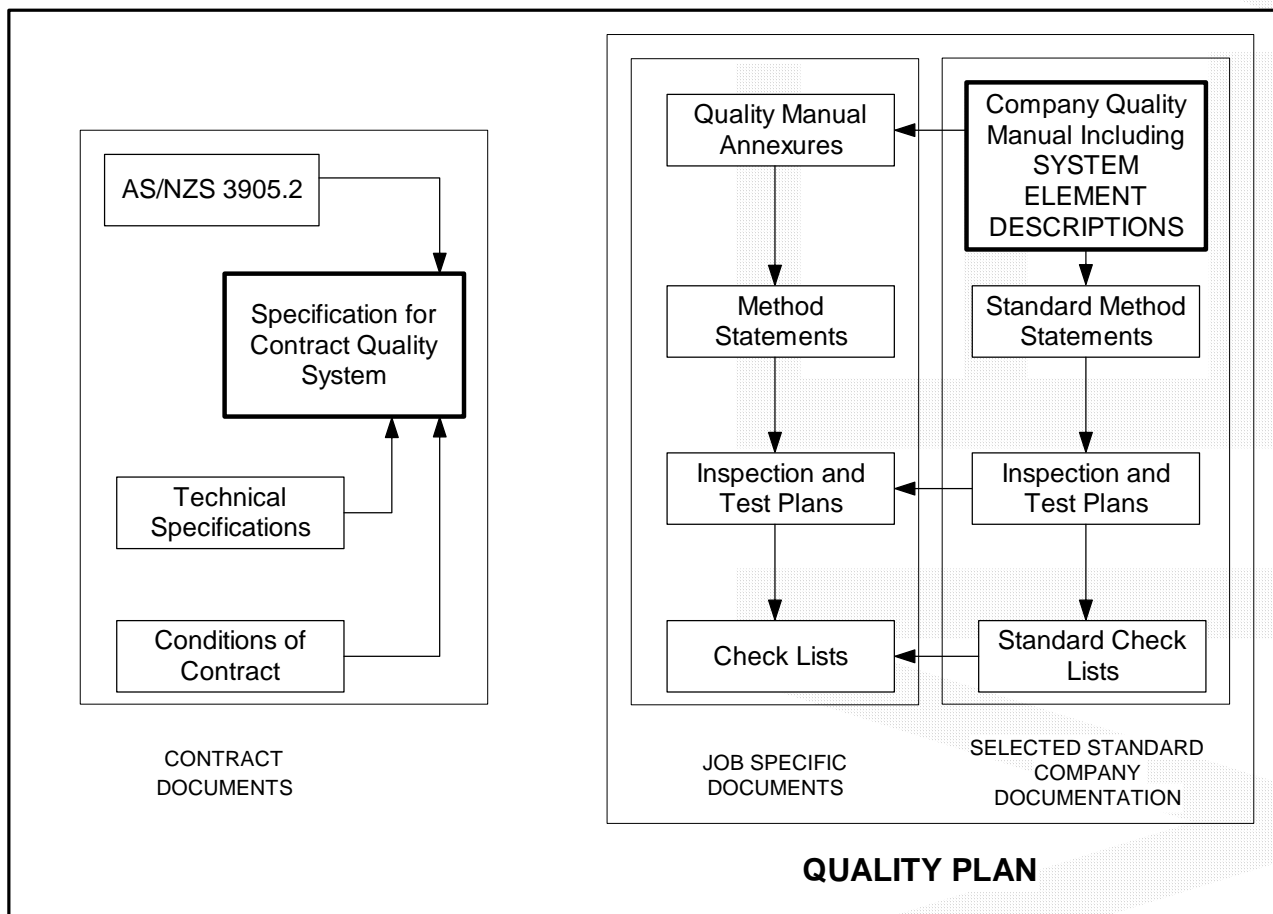 AS/NZS 3905.2
Specification for
Contract Quality
System
Technical
Specifications
Conditions of
Contract
CONTRACT
DOCUMENTS
Quality Manual
Annexures
Method
Statements
Inspection and
Test Plans
Check Lists
JOB SPECIFIC
DOCUMENTS
Company Quality
Manual Including
SYSTEM
ELEMENT
DESCRIPTIONS
Standard Method
Statements
Inspection and
Test Plans
Standard Check
Lists
SELECTED STANDARD
COMPANY
DOCUMENTATION
QUALITY PLAN